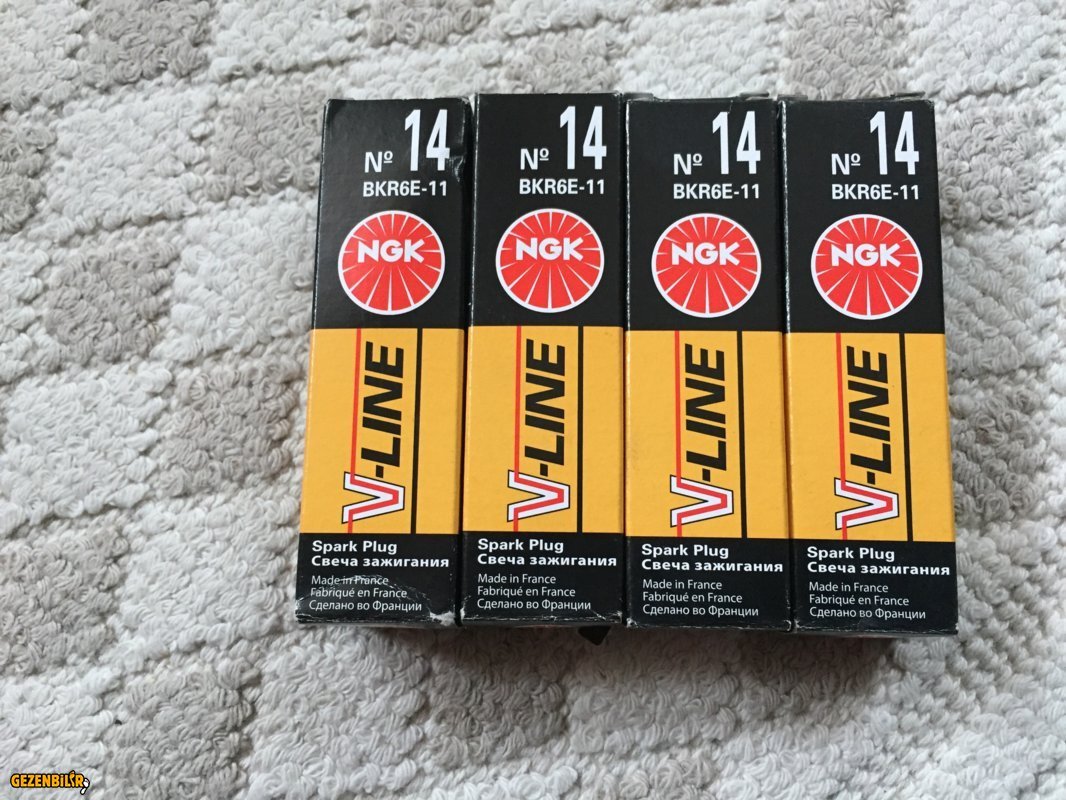 Nº 14
BKR6E-11
NGK
V-LINE
Spark Plug
Свеча зажигания
Made in France
Fabriqué en France
Сделано во Франции
Nº 14
BKR6E-11
NGK
V-LINE
Spark Plug
Свеча зажигания
Made in France
Fabriqué en France
Сделано во Франции
Nº 14
BKR6E-11
NGK
V-LINE
Spark Plug
Свеча зажигания
Made in France
Fabriqué en France
Сделано во Франции
Nº 14
BKR6E-11
NGK
V-LINE
Spark Plug
Свеча зажигания
Made in France
Fabriqué en France
Сделано во Франции
GEZENBİLİR